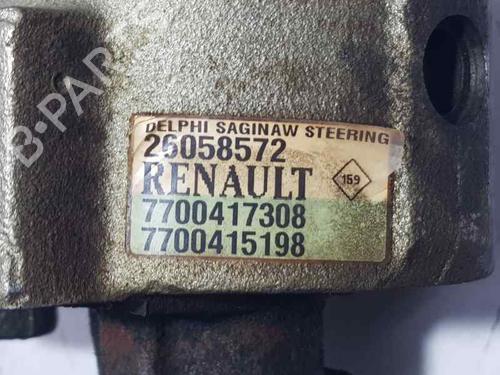 B-PARTS
DELPHI SAGINAW STEERING
26058572
RENAULT
159
7700417308
7700415198